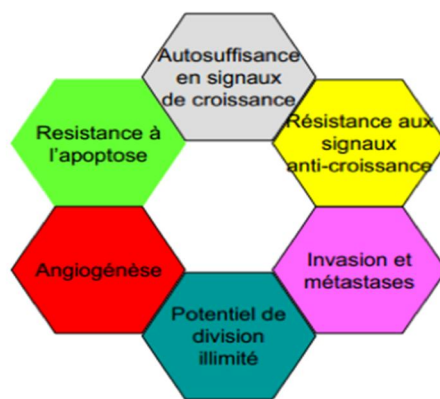 Autosuffisance
en signaux
de croissance
Resistance à
l'apoptose
Résistance aux
signaux
anti-croissance
Angiogénèse
Invasion et
métastases
Potentiel de
division
illimité